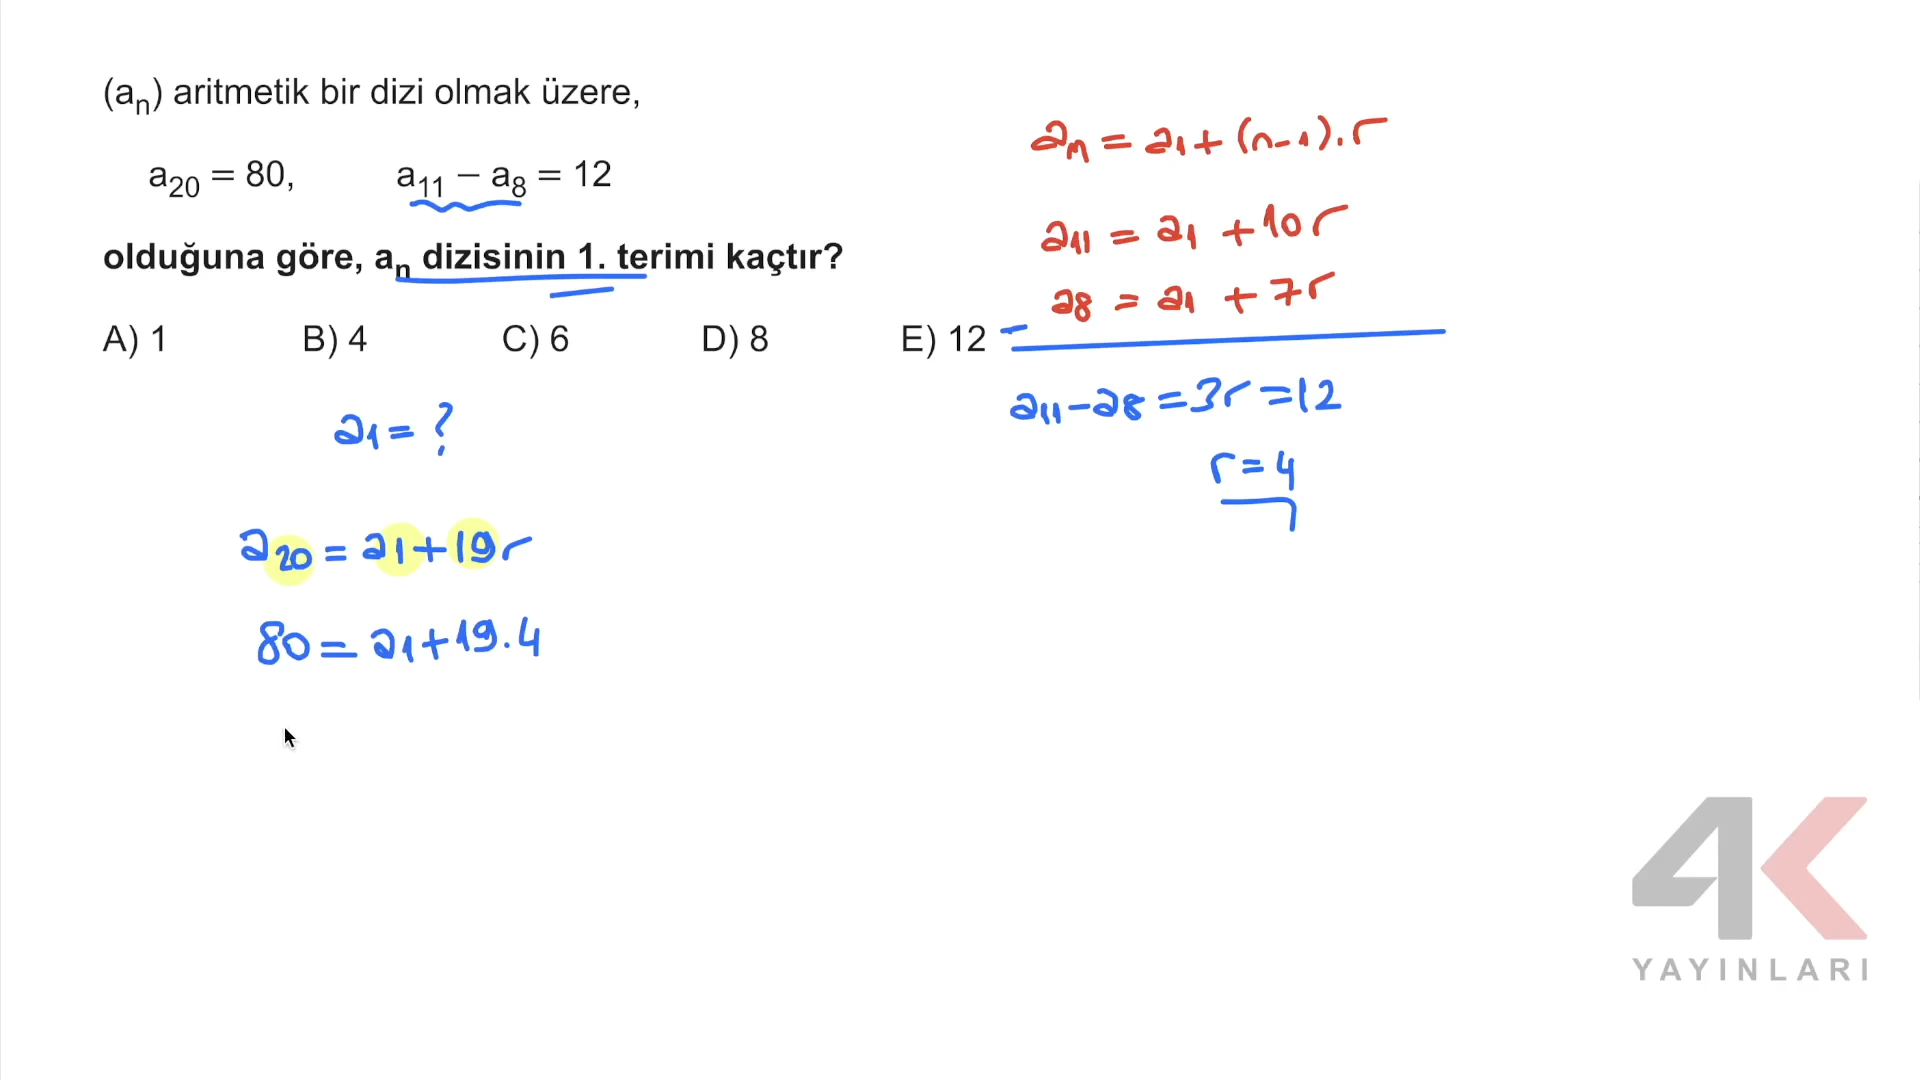 (aₙ) aritmetik bir dizi olmak üzere,
a₂₀ = 80, a₁₁ − a₈ = 12
olduğuna göre, aₙ dizisinin 1. terimi kaçtır?
A) 1 B) 4 C) 6 D) 8 E) 12
a₁ = ?
a₂₀ = a₁ + 19r
80 = a₁ + 19.4
aₙ = a₁ + (n-1).r
a₁₁ = a₁ + 10r
a₈ = a₁ + 7r
a₁₁ - a₈ = 3r = 12
r = 4
4K
YAYINLARI